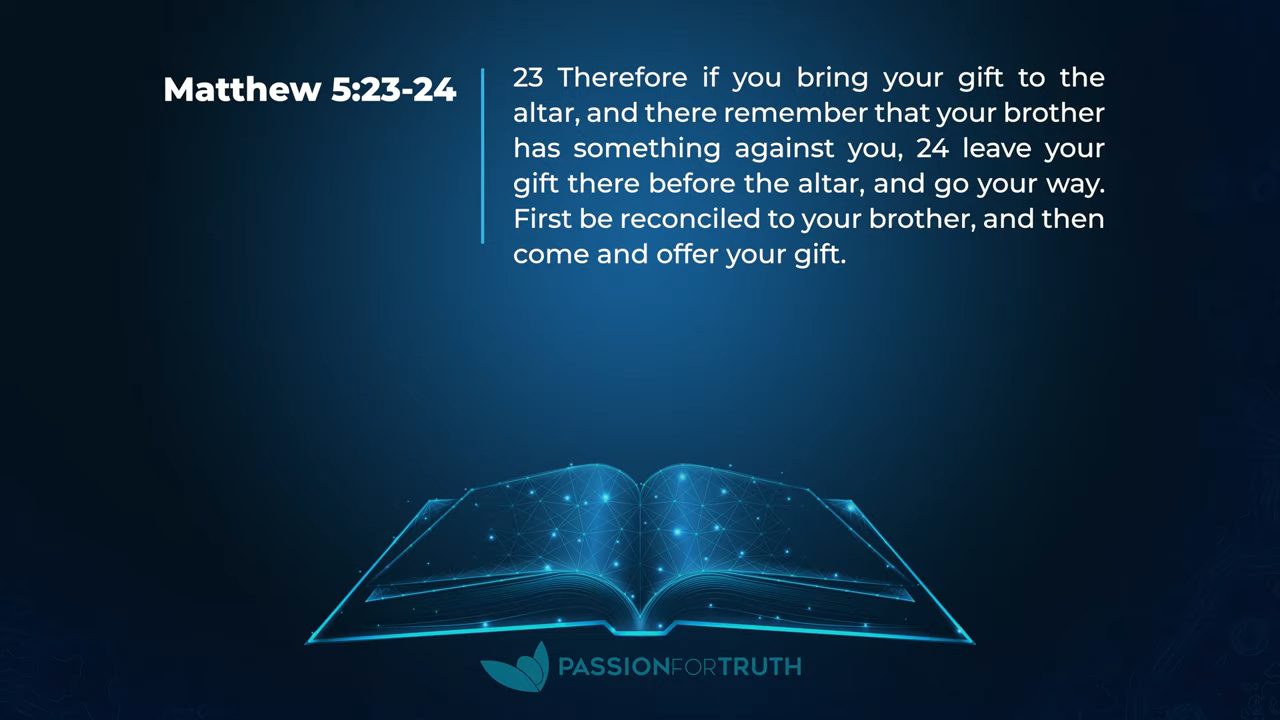 Matthew 5:23-24
23 Therefore if you bring your gift to the
altar, and there remember that your brother
has something against you, 24 leave your
gift there before the altar, and go your way.
First be reconciled to your brother, and then
come and offer your gift.
PASSIONFORTRUTH